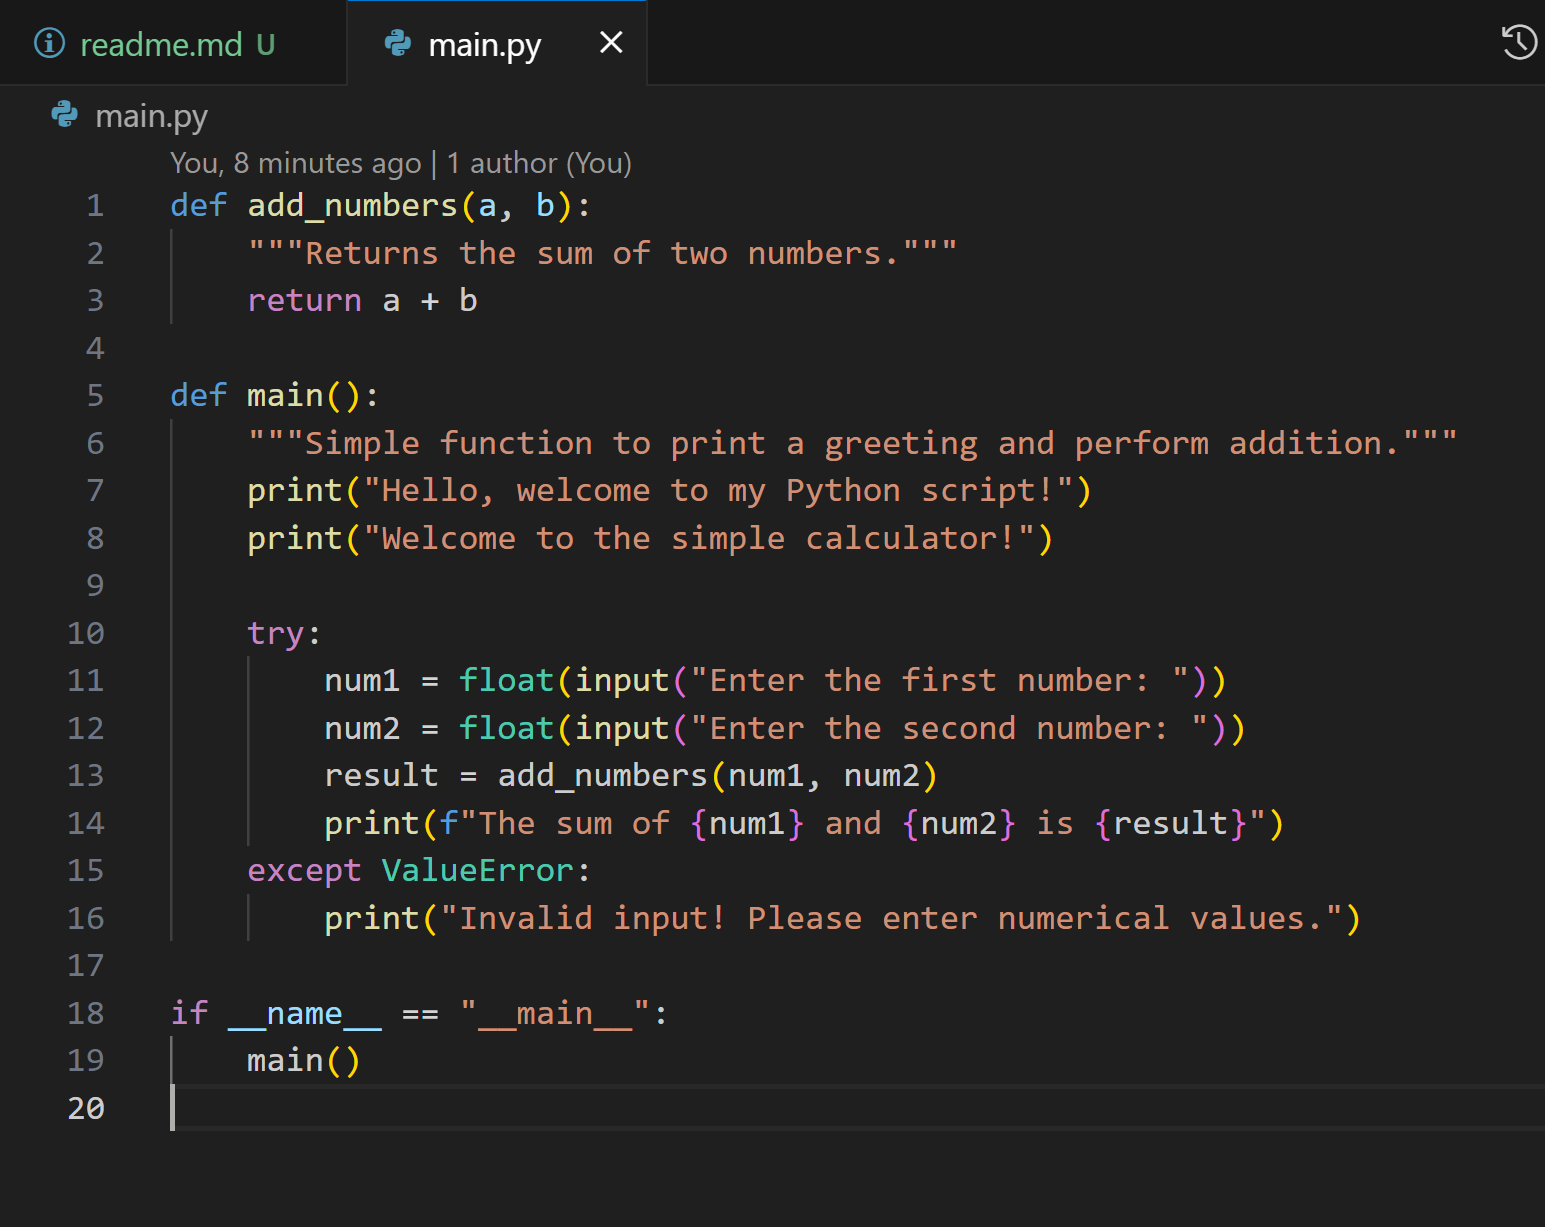 readme.md U
main.py
main.py
You, 8 minutes ago | 1 author (You)
1 def add_numbers(a, b):
2     """Returns the sum of two numbers."""
3     return a + b
4
5 def main():
6     """Simple function to print a greeting and perform addition."""
7     print("Hello, welcome to my Python script!")
8     print("Welcome to the simple calculator!")
9
10     try:
11         num1 = float(input("Enter the first number: "))
12         num2 = float(input("Enter the second number: "))
13         result = add_numbers(num1, num2)
14         print(f"The sum of {num1} and {num2} is {result}")
15     except ValueError:
16         print("Invalid input! Please enter numerical values.")
17
18 if __name__ == "__main__":
19     main()
20